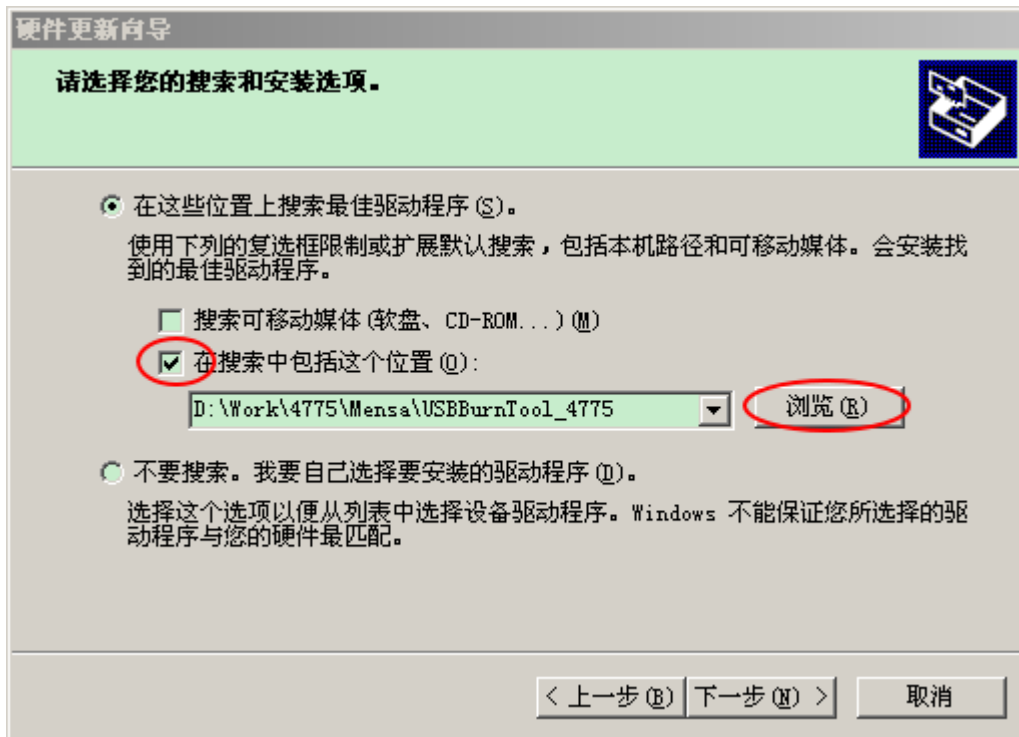 硬件更新向导
请选择您的搜索和安装选项。
在这些位置上搜索最佳驱动程序(S)。
使用下列的复选框限制或扩展默认搜索，包括本机路径和可移动媒体。会安装找
到的最佳驱动程序。
搜索可移动媒体(软盘、CD-ROM...)(M)
在搜索中包括这个位置(O):
D:\Work\4775\Mensa\USBBurnTool_4775
浏览(R)
不要搜索。我要自己选择要安装的驱动程序(D)。
选择这个选项以便从列表中选择设备驱动程序。Windows 不能保证您所选择的驱
动程序与您的硬件最匹配。
< 上一步(B) 下一步(N) > 取消